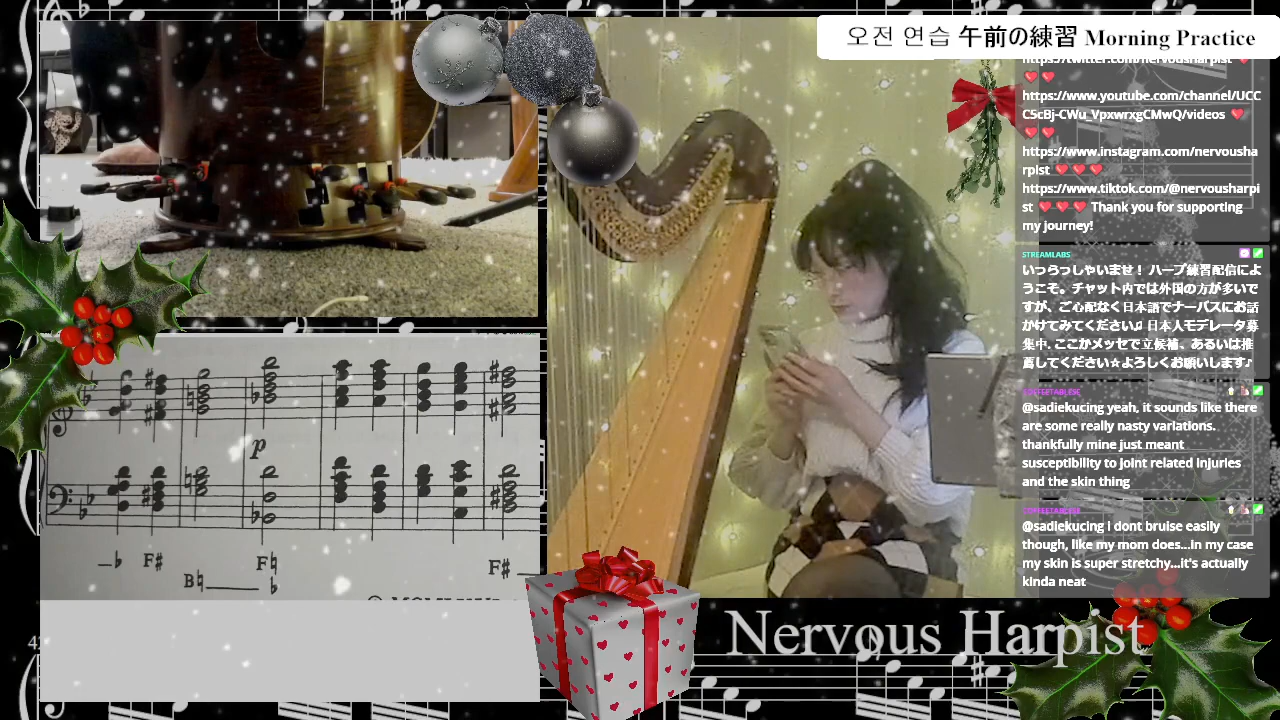 오전 연습 午前の練習 Morning Practice
https://twitter.com/nervousharpist ❤
❤ ❤
https://www.youtube.com/channel/UCC
C5cBj-CWu_VpxwrxgCMwQ/videos ❤
❤ ❤
https://www.instagram.com/nervousha
rpist ❤ ❤ ❤
https://www.tiktok.com/@nervousharpi
st ❤ ❤ ❤ Thank you for supporting
my journey!
STREAMLABS
いらっしゃいませ！ ハープ練習配信によ
うこそ。チャット内では外国の方が多いで
すが、ご心配なく日本語でナーバスにお話
かけてみてください♫ 日本人モデレータ募
集中. ここかメッセで立候補、あるいは推
薦してください☆よろしくお願いします♪
@sadiekucing yeah, it sounds like there
are some really nasty variations.
thankfully mine just meant
susceptibility to joint related injuries
and the skin thing
@sadiekucing i dont bruise easily
though, like my mom does...in my case
my skin is super stretchy...it's actually
kinda neat
p
♭ F# F♮ F#
B♮ ♭
Nervous Harpist